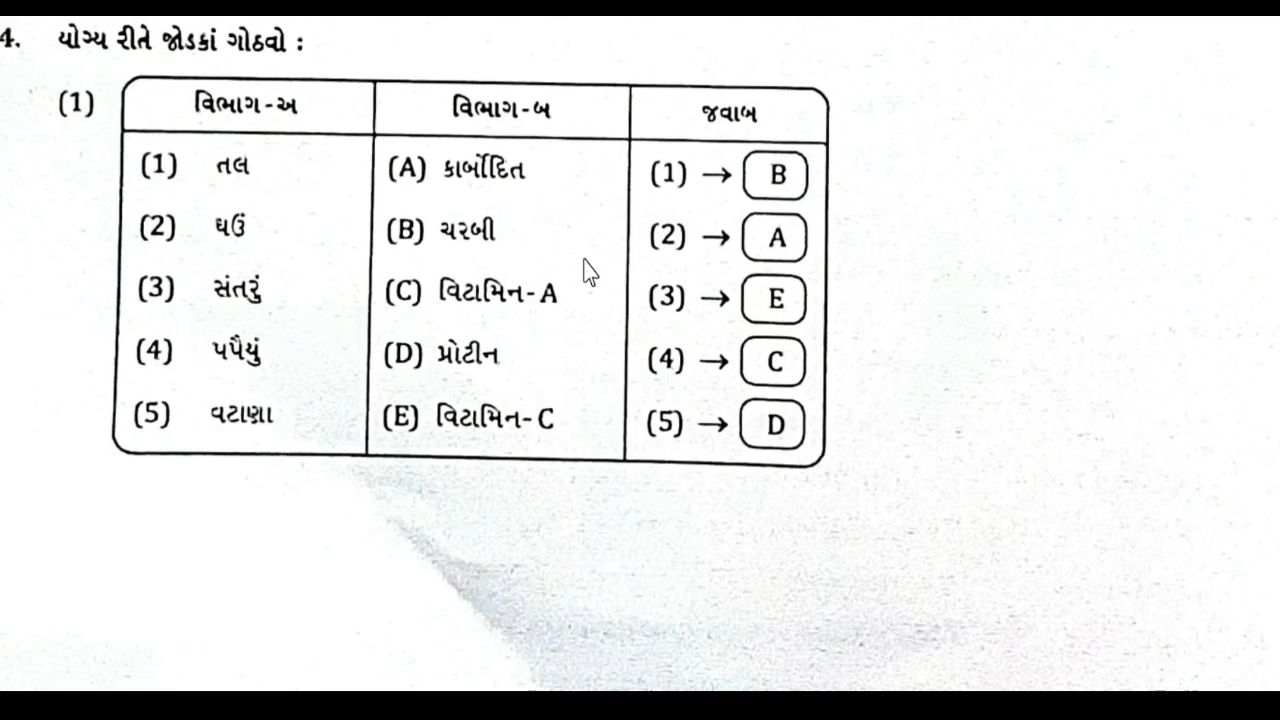 4. યોગ્ય રીતે જોડકાં ગોઠવો :
(1) વિભાગ-અ વિભાગ-બ જવાબ
(1) તલ (A) કાર્બોદિત (1) → B
(2) ઘઉં (B) ચરબી (2) → A
(3) સંતરું (C) વિટામિન-A (3) → E
(4) પપૈયું (D) પ્રોટીન (4) → C
(5) વટાણા (E) વિટામિન-C (5) → D